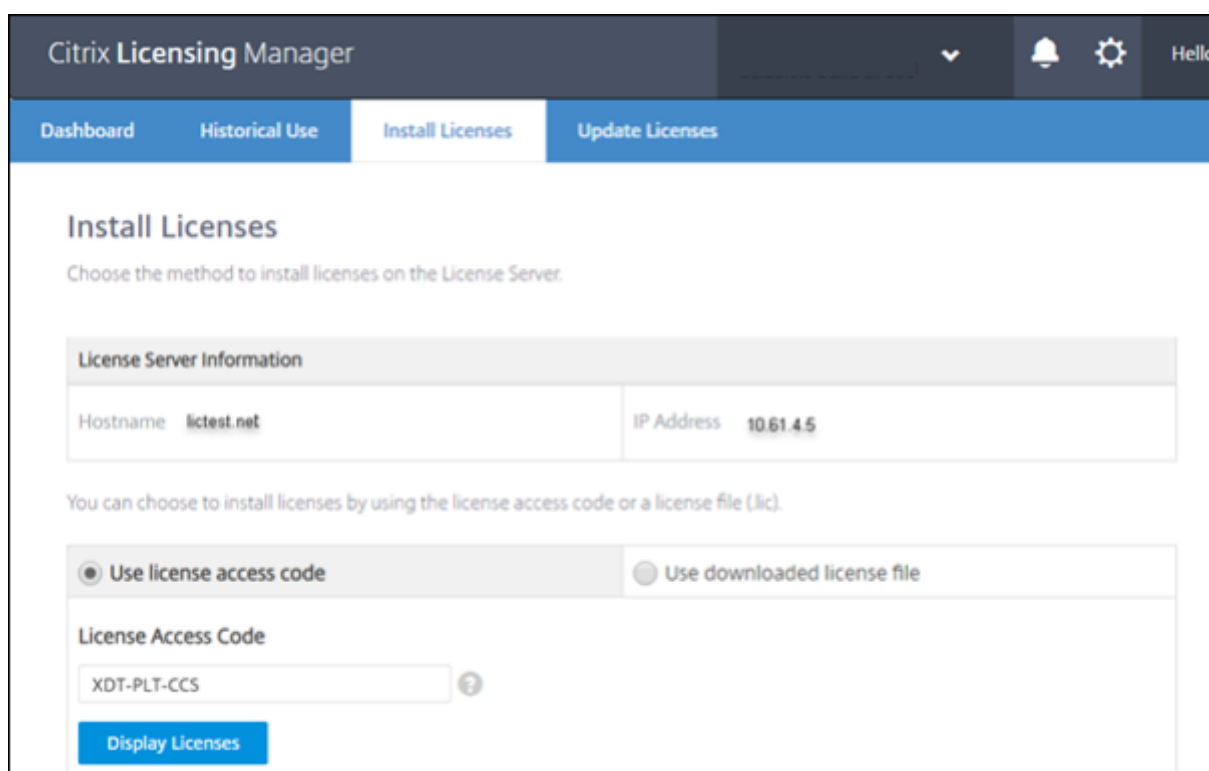 Citrix Licensing Manager
Hello
Dashboard Historical Use Install Licenses Update Licenses
Install Licenses
Choose the method to install licenses on the License Server.
License Server Information
Hostname lictest.net IP Address 10.61.4.5
You can choose to install licenses by using the license access code or a license file (.lic).
Use license access code Use downloaded license file
License Access Code
XDT-PLT-CCS ?
Display Licenses